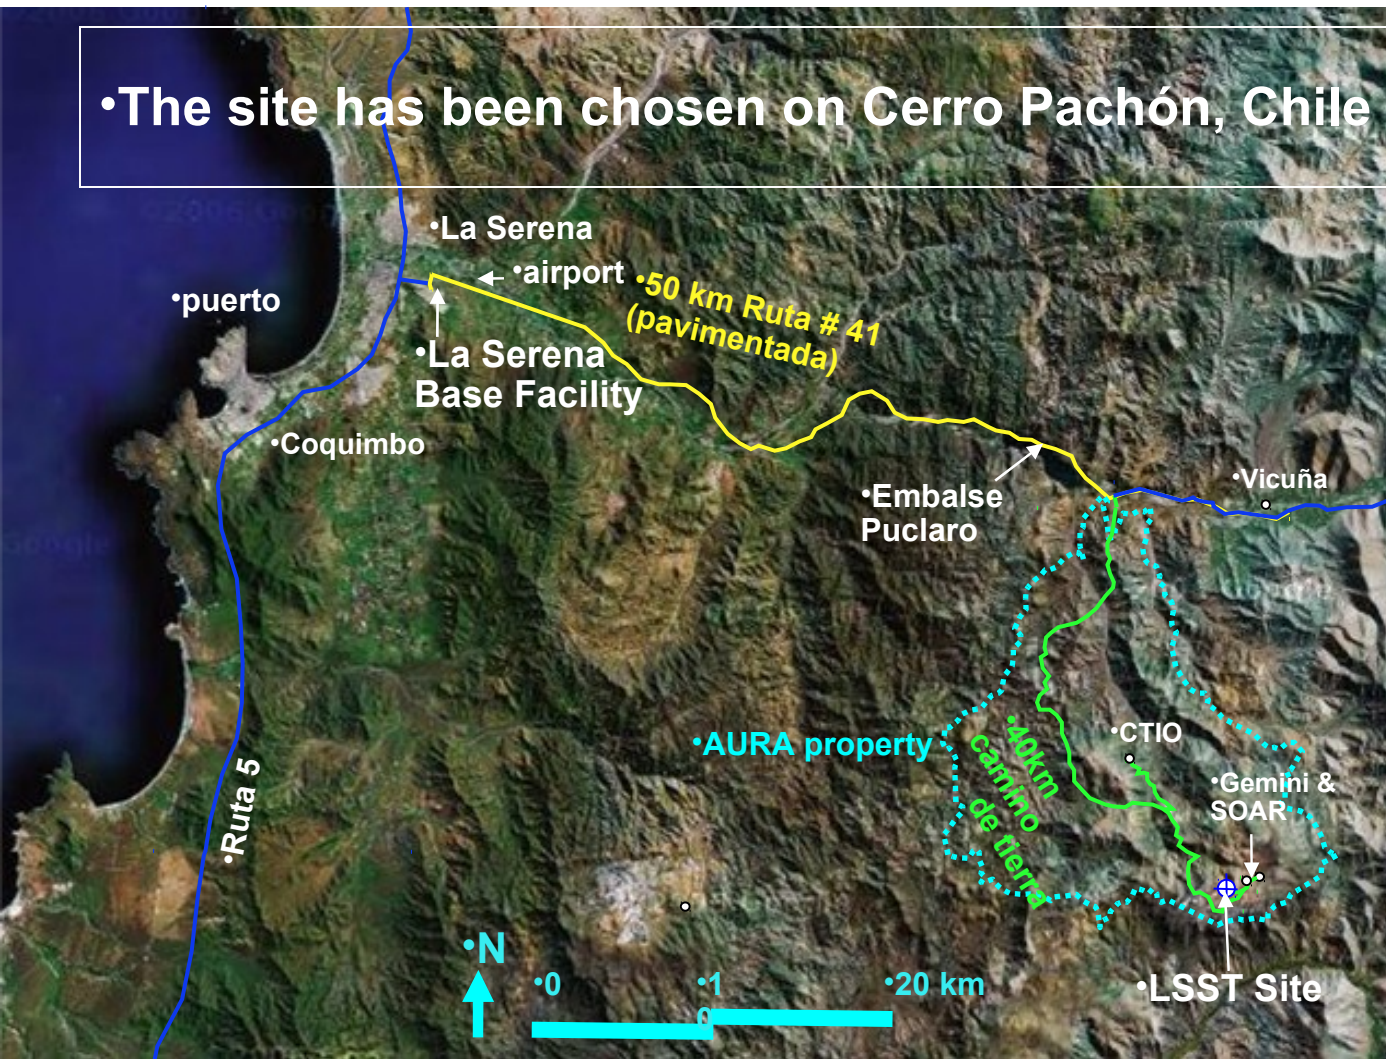 •The site has been chosen on Cerro Pachón, Chile
•La Serena
•airport
•puerto
•50 km Ruta # 41
(pavimentada)
•La Serena
Base Facility
•Coquimbo
•Vicuña
•Embalse
Puclaro
•AURA property
•40km
camino
de tierra
•CTIO
•Gemini &
SOAR
•Ruta 5
•N
•0
•1
0
•20 km
•LSST Site